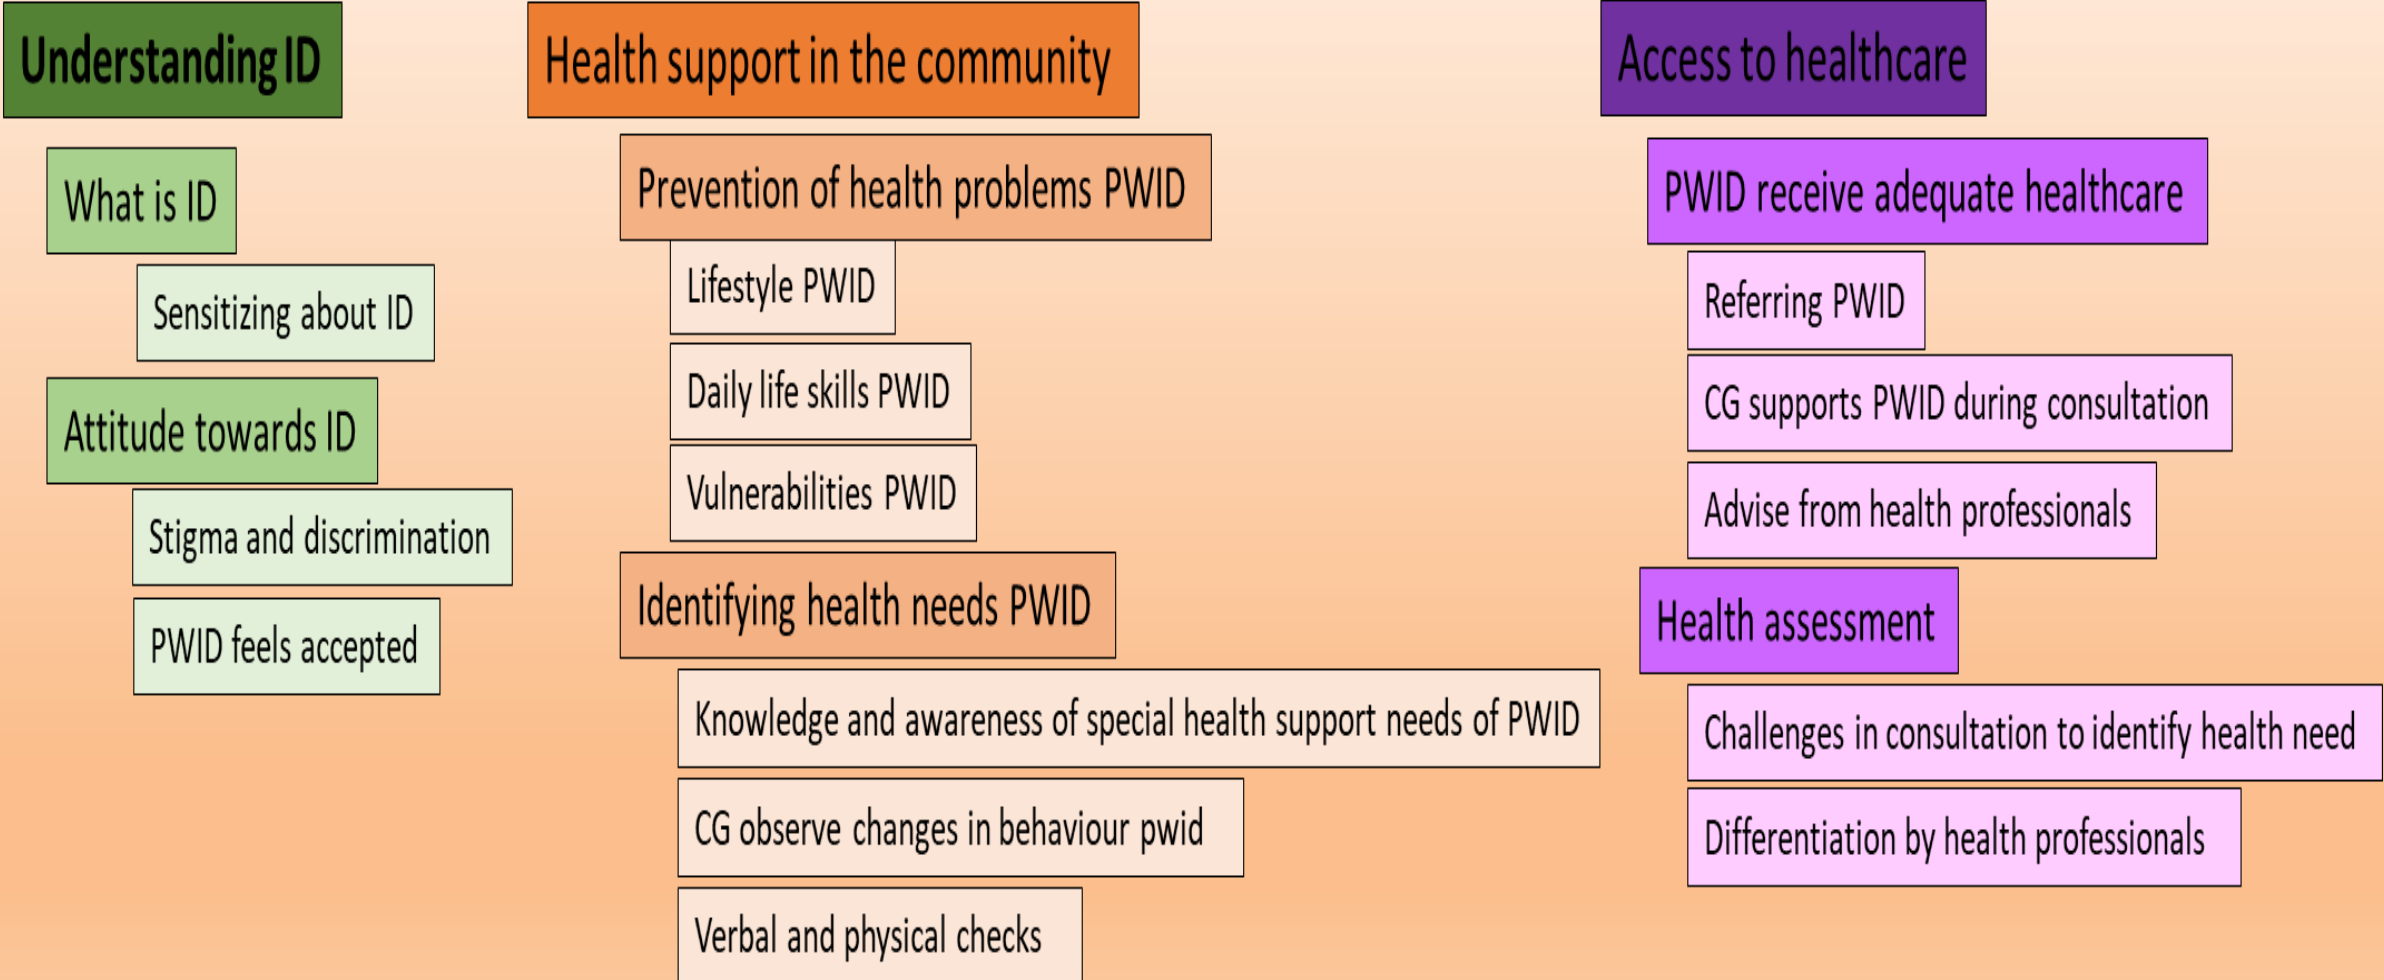 Understanding ID
What is ID
Sensitizing about ID
Attitude towards ID
Stigma and discrimination
PWID feels accepted
Health support in the community
Prevention of health problems PWID
Lifestyle PWID
Daily life skills PWID
Vulnerabilities PWID
Identifying health needs PWID
Knowledge and awareness of special health support needs of PWID
CG observe changes in behaviour pwid
Verbal and physical checks
Access to healthcare
PWID receive adequate healthcare
Referring PWID
CG supports PWID during consultation
Advise from health professionals
Health assessment
Challenges in consultation to identify health need
Differentiation by health professionals